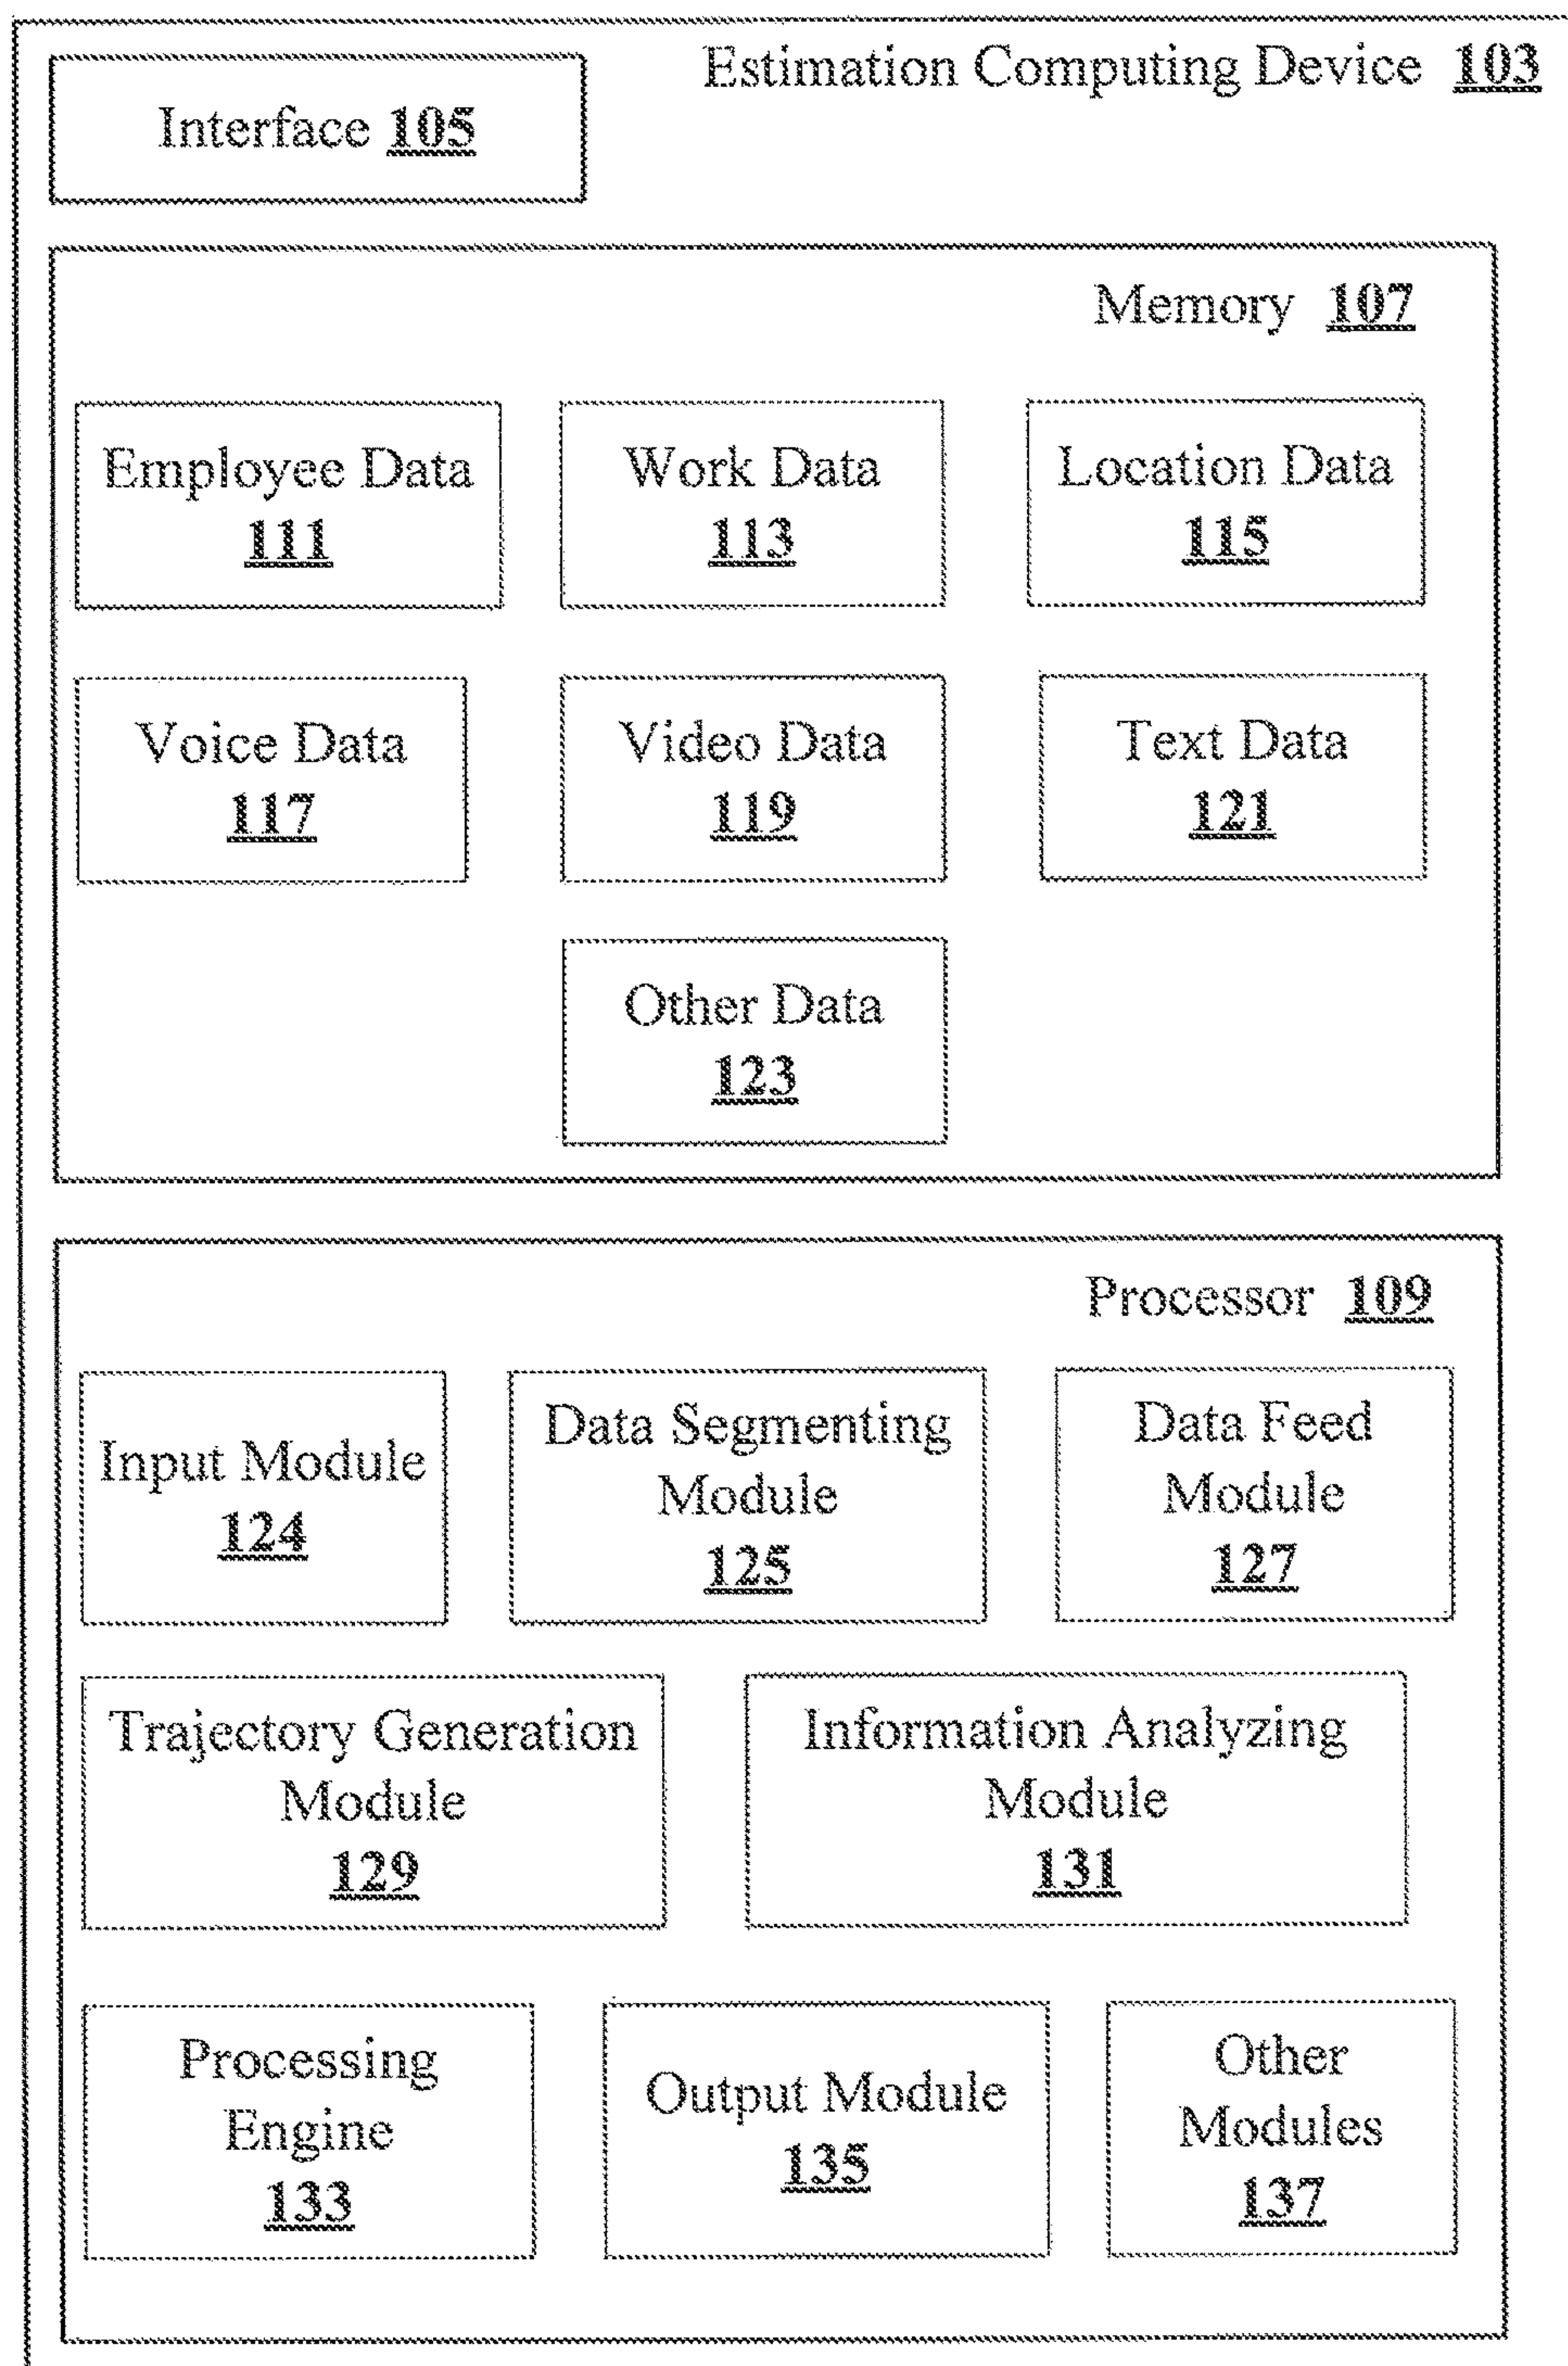 Estimation Computing Device 103
Interface 105
Memory 107
Employee Data
111
Work Data
113
Location Data
115
Voice Data
117
Video Data
119
Text Data
121
Other Data
123
Processor 109
Input Module
124
Data Segmenting
Module
125
Data Feed
Module
127
Trajectory Generation
Module
129
Information Analyzing
Module
131
Processing
Engine
133
Output Module
135
Other
Modules
137